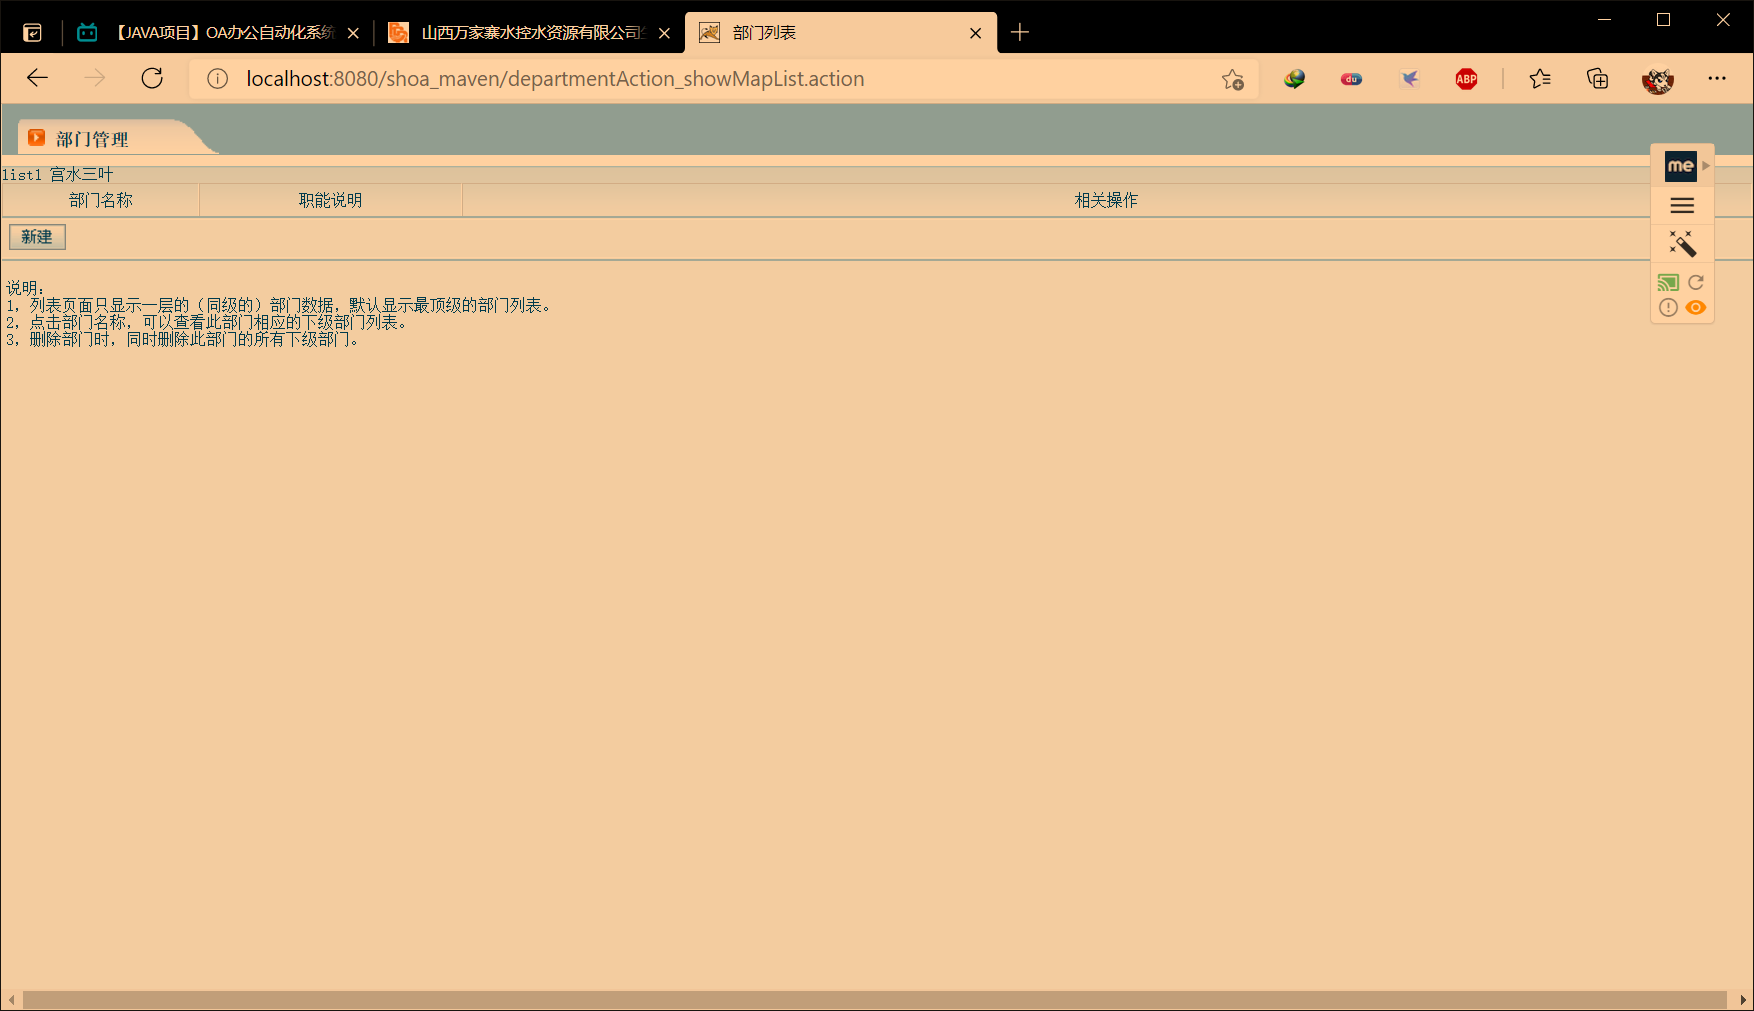 【JAVA项目】OA办公自动化系统
山西万家寨水控水资源有限公司
部门列表
localhost:8080/shoa_maven/departmentAction_showMapList.action
du
ABP
部门管理
me
list1 宫水三叶
部门名称 职能说明 相关操作
新建
说明:
1, 列表页面只显示一层的（同级的）部门数据，默认显示最顶级的部门列表。
2, 点击部门名称，可以查看此部门相应的下级部门列表。
3, 删除部门时，同时删除此部门的所有下级部门。